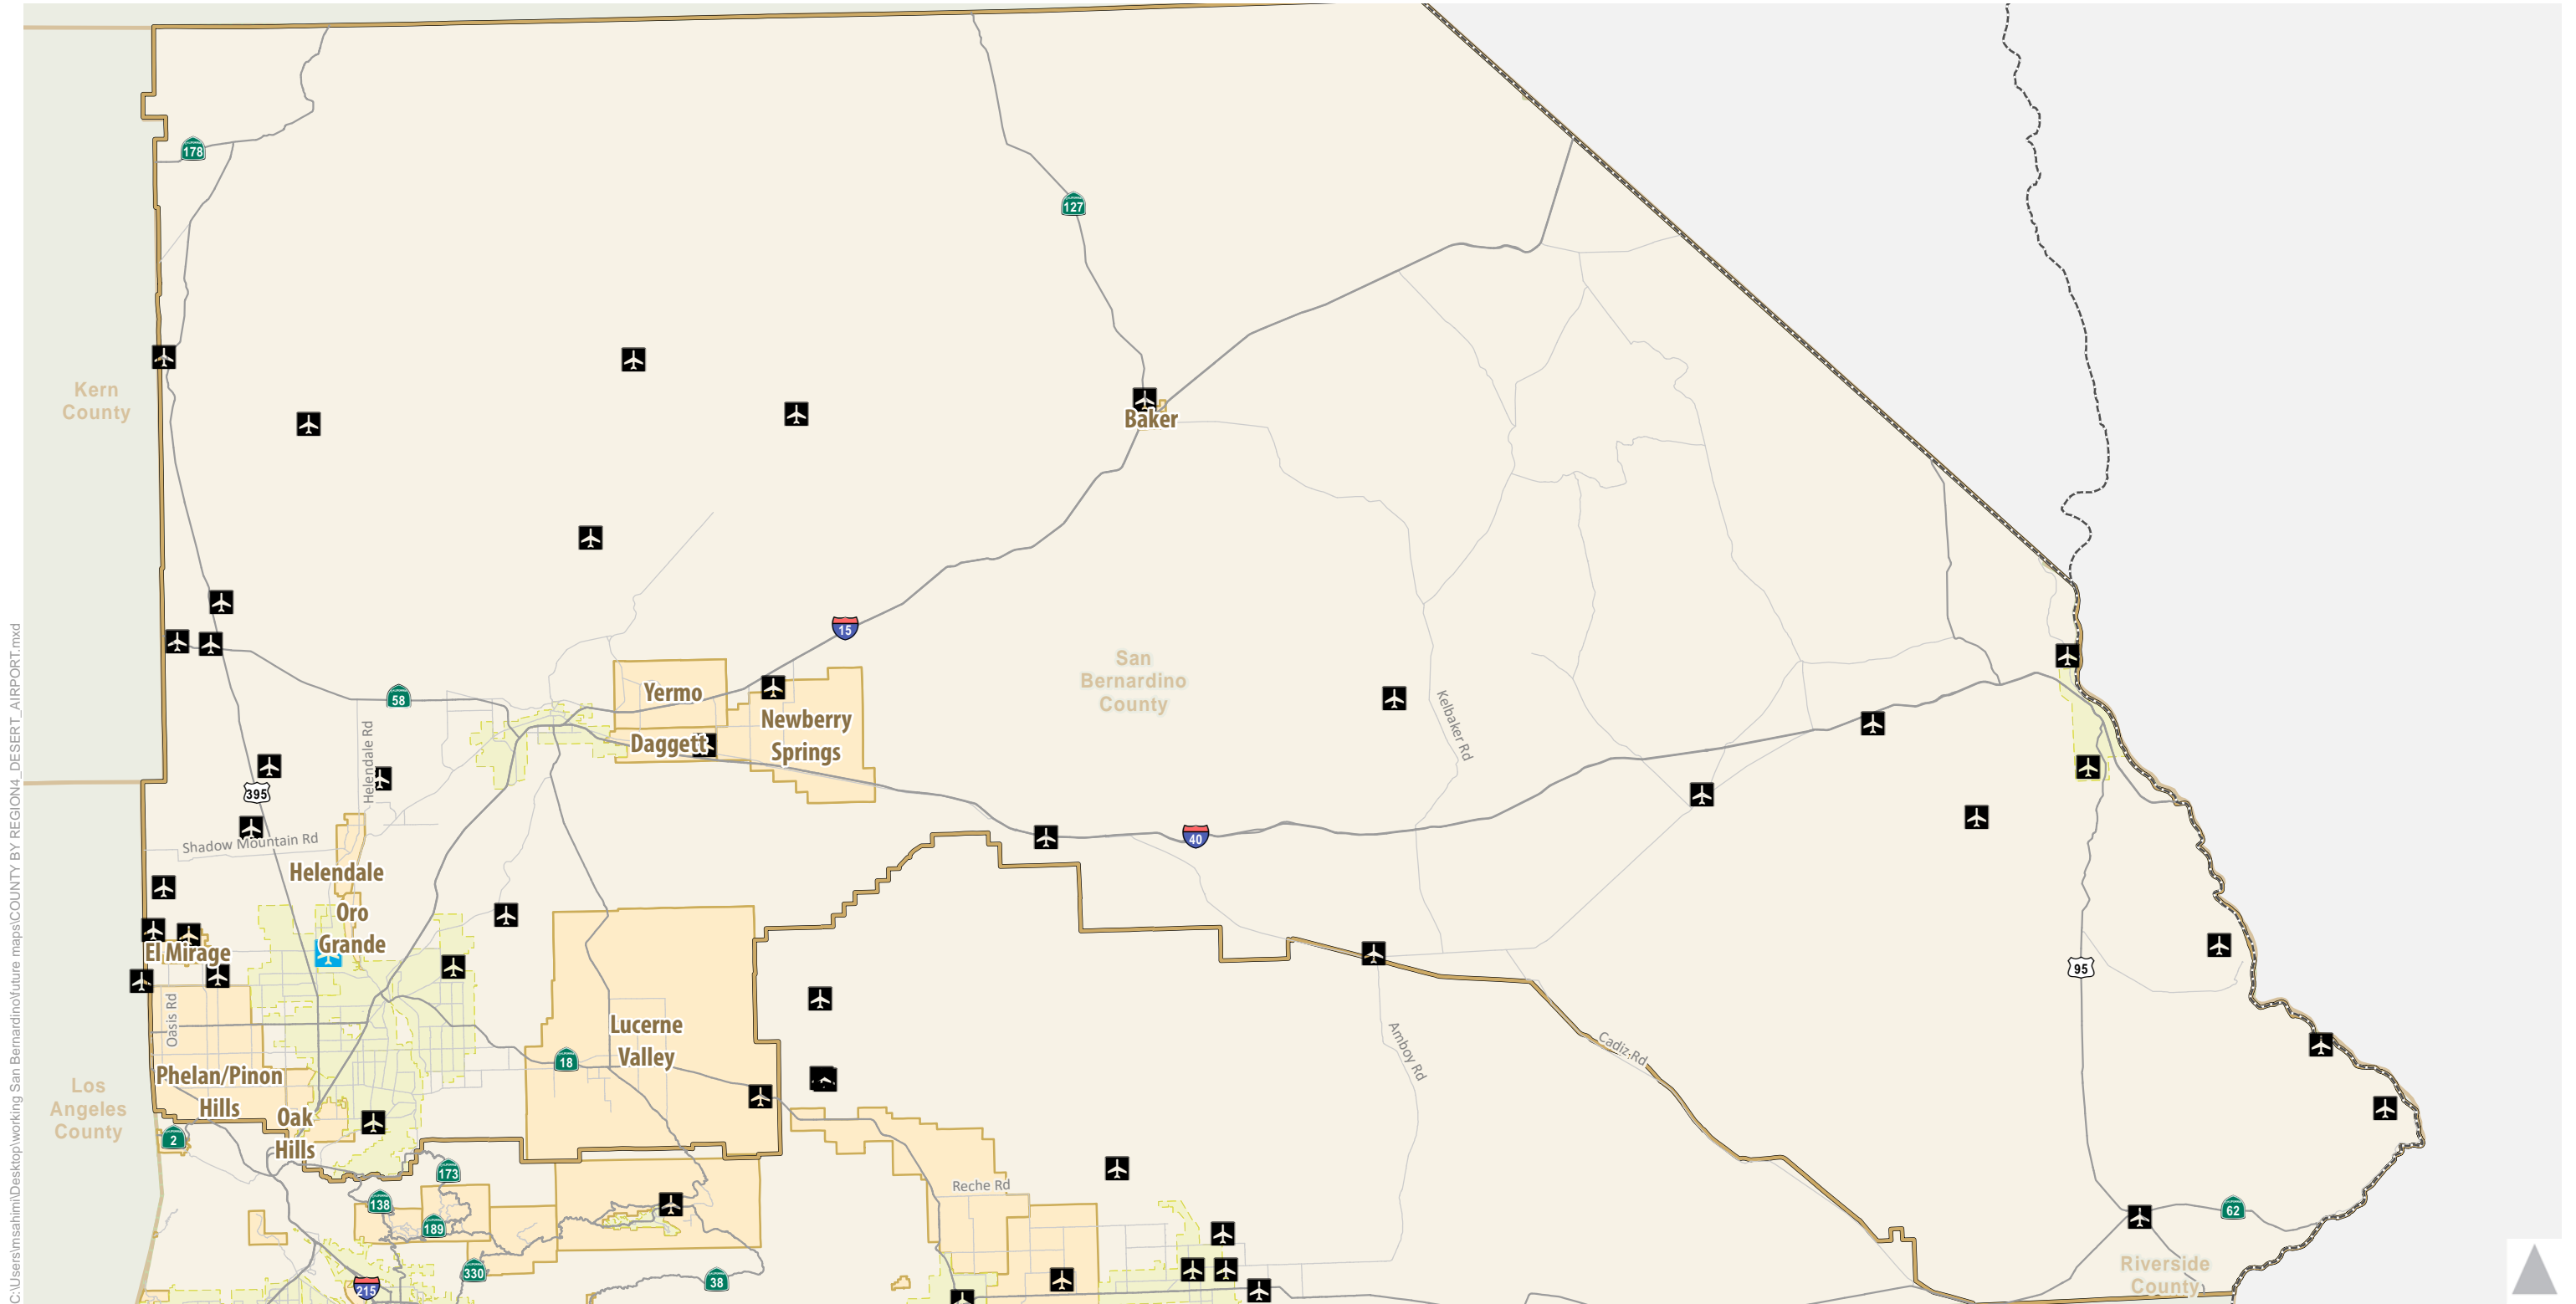 178
127
Kern
County
Baker
15
San
Bernardino
County
58
Yermo
Newberry
Springs
Daggett
Kelbaker Rd
Helendale Rd
395
Shadow Mountain Rd
40
Helendale
Oro
Grande
El Mirage
Oasis Rd
95
Lucerne
Valley
18
Amboy Rd
Cadiz Rd
Phelan/Pinon
Hills
Oak
Hills
Los
Angeles
County
2
173
138
189
330
38
215
Reche Rd
62
Riverside
County
C:\Users\msahimi\Desktop\working San Bernardino\future maps\COUNTY BY REGION4_DESERT_AIRPORT.mxd